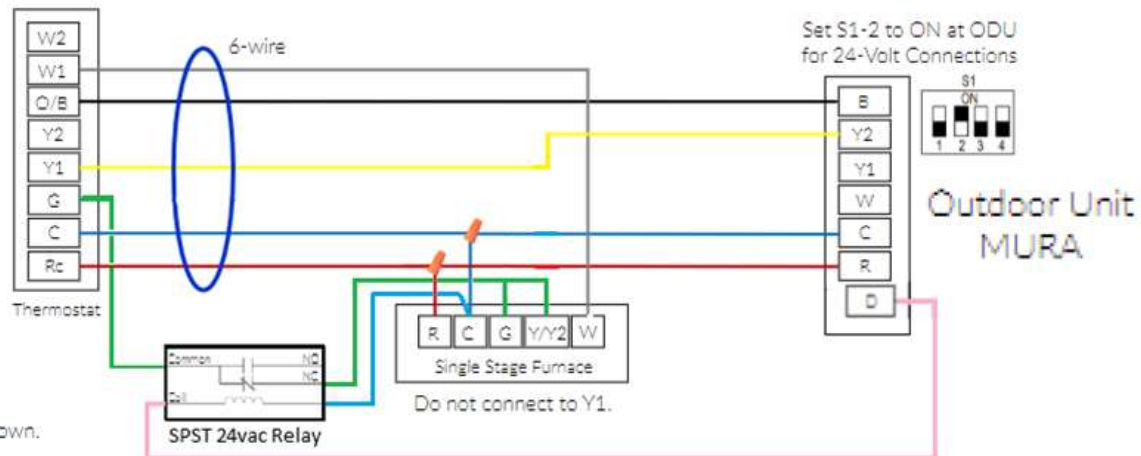 W2
W1
O/B
Y2
Y1
G
C
Rc
Thermostat
6-wire
Set S1-2 to ON at ODU
for 24-Volt Connections
S1
ON
1 2 3 4
B
Y2
Y1
W
C
R
D
Outdoor Unit
MURA
R C G Y/Y2 W
Single Stage Furnace
Do not connect to Y1.
Common
NO
NC
Coil
SPST 24vac Relay